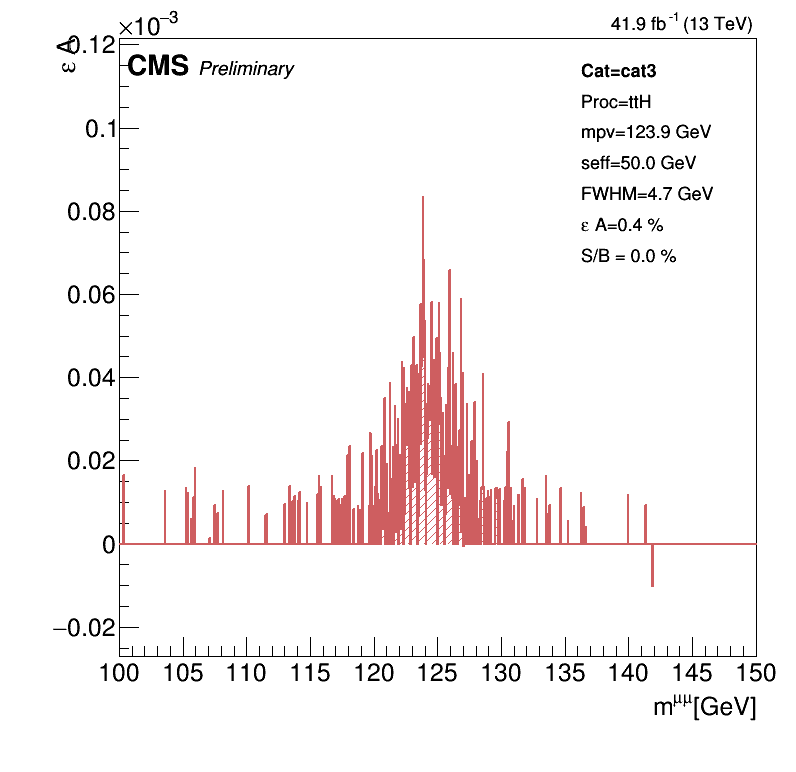 ×10⁻³
41.9 fb⁻¹ (13 TeV)
ε A
CMS Preliminary
Cat=cat3
Proc=ttH
mpv=123.9 GeV
seff=50.0 GeV
FWHM=4.7 GeV
ε A=0.4 %
S/B = 0.0 %
0.12
0.1
0.08
0.06
0.04
0.02
0
−0.02
100 105 110 115 120 125 130 135 140 145 150
m^μμ[GeV]